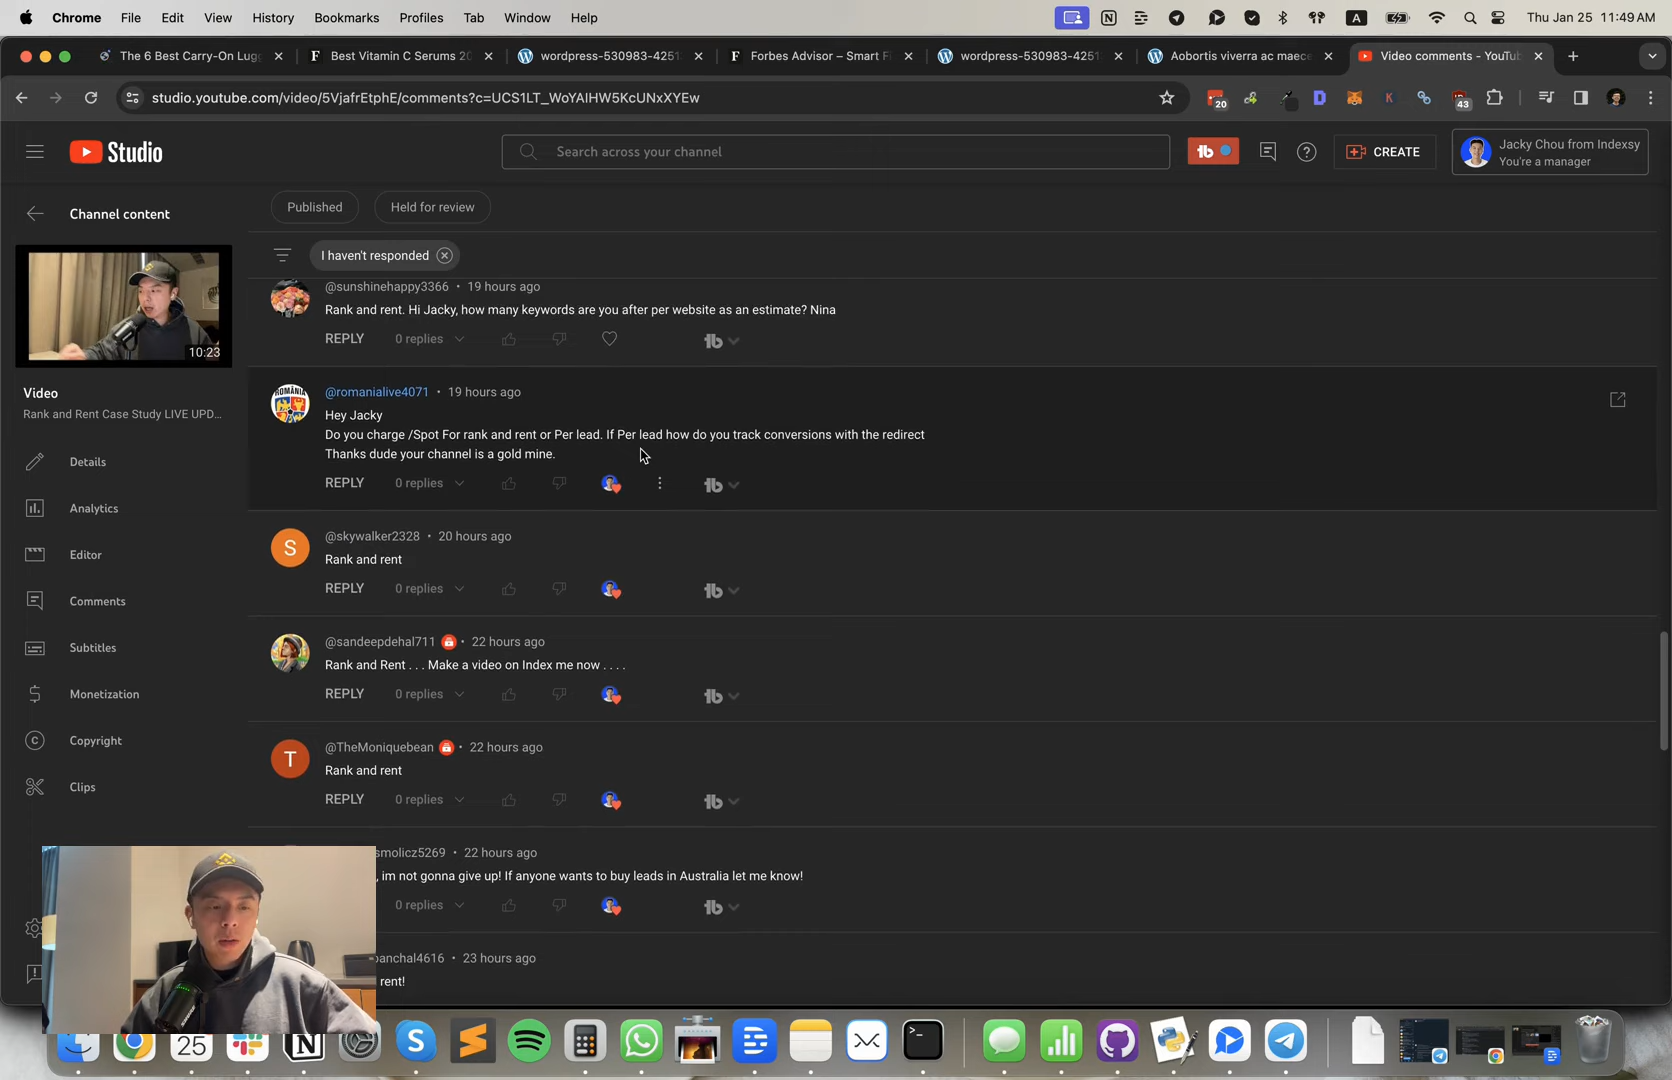 Chrome File Edit View History Bookmarks Profiles Tab Window Help
Thu Jan 25 11:49 AM
The 6 Best Carry-On Lugg
Best Vitamin C Serums 20
wordpress-530983-4251
Forbes Advisor – Smart Fi
wordpress-530983-4251
Aobortis viverra ac maece
Video comments - YouTub
studio.youtube.com/video/5VjafrEtphE/comments?c=UCS1LT_WoYAIHW5KcUNxXYEw
20
43
Studio
Search across your channel
CREATE
Jacky Chou from Indexsy
You're a manager
Channel content
10:23
Video
Rank and Rent Case Study LIVE UPD...
Details
Analytics
Editor
Comments
Subtitles
Monetization
Copyright
Clips
Published
Held for review
I haven't responded
@sunshinehappy3366 • 19 hours ago
Rank and rent. Hi Jacky, how many keywords are you after per website as an estimate? Nina
REPLY 0 replies
@romanialive4071 • 19 hours ago
Hey Jacky
Do you charge /Spot For rank and rent or Per lead. If Per lead how do you track conversions with the redirect
Thanks dude your channel is a gold mine.
REPLY 0 replies
S
@skywalker2328 • 20 hours ago
Rank and rent
REPLY 0 replies
@sandeepdehal711 • 22 hours ago
Rank and Rent . . . Make a video on Index me now . . . .
REPLY 0 replies
T
@TheMoniquebean • 22 hours ago
Rank and rent
REPLY 0 replies
smolicz5269 • 22 hours ago
, im not gonna give up! If anyone wants to buy leads in Australia let me know!
0 replies
panchal4616 • 23 hours ago
rent!
25